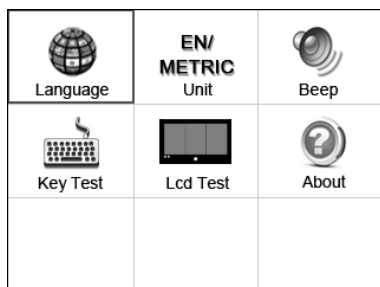 EN/
METRIC
Language
Unit
Beep
Key Test
Lcd Test
About